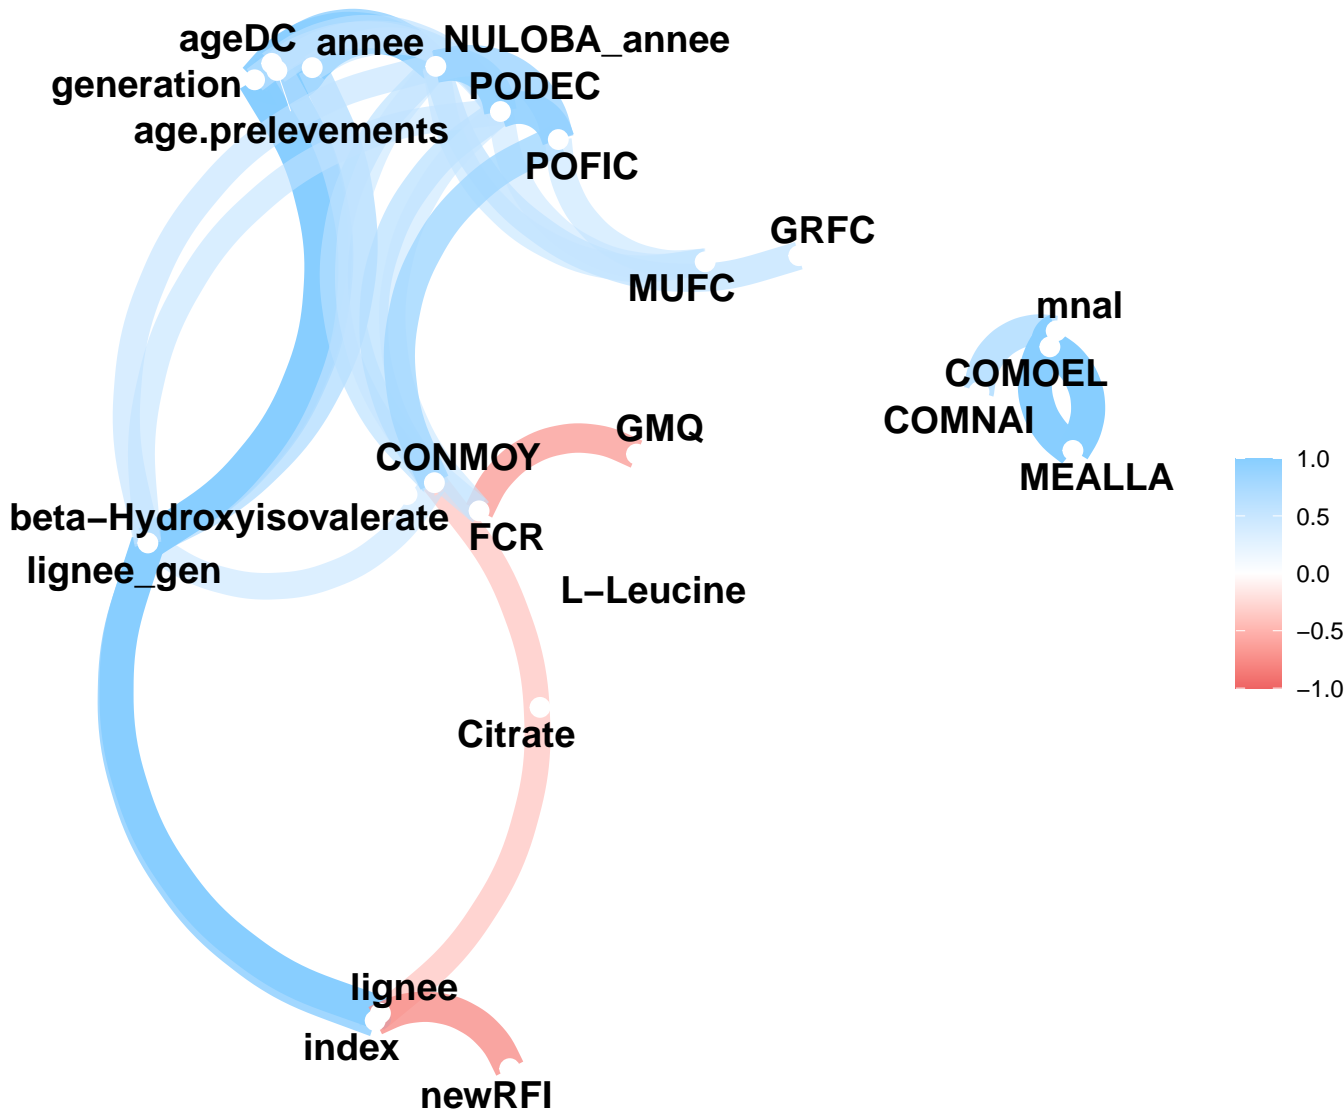 ageDC
annee
NULOBA_annee
generation
PODEC
age.prelevements
POFIC
GRFC
MUFC
mnal
COMOEL
COMNAI
GMQ
CONMOY
MEALLA
1.0
beta−Hydroxyisovalerate
0.5
FCR
lignee_gen
0.0
L−Leucine
−0.5
−1.0
Citrate
lignee
index
newRFI